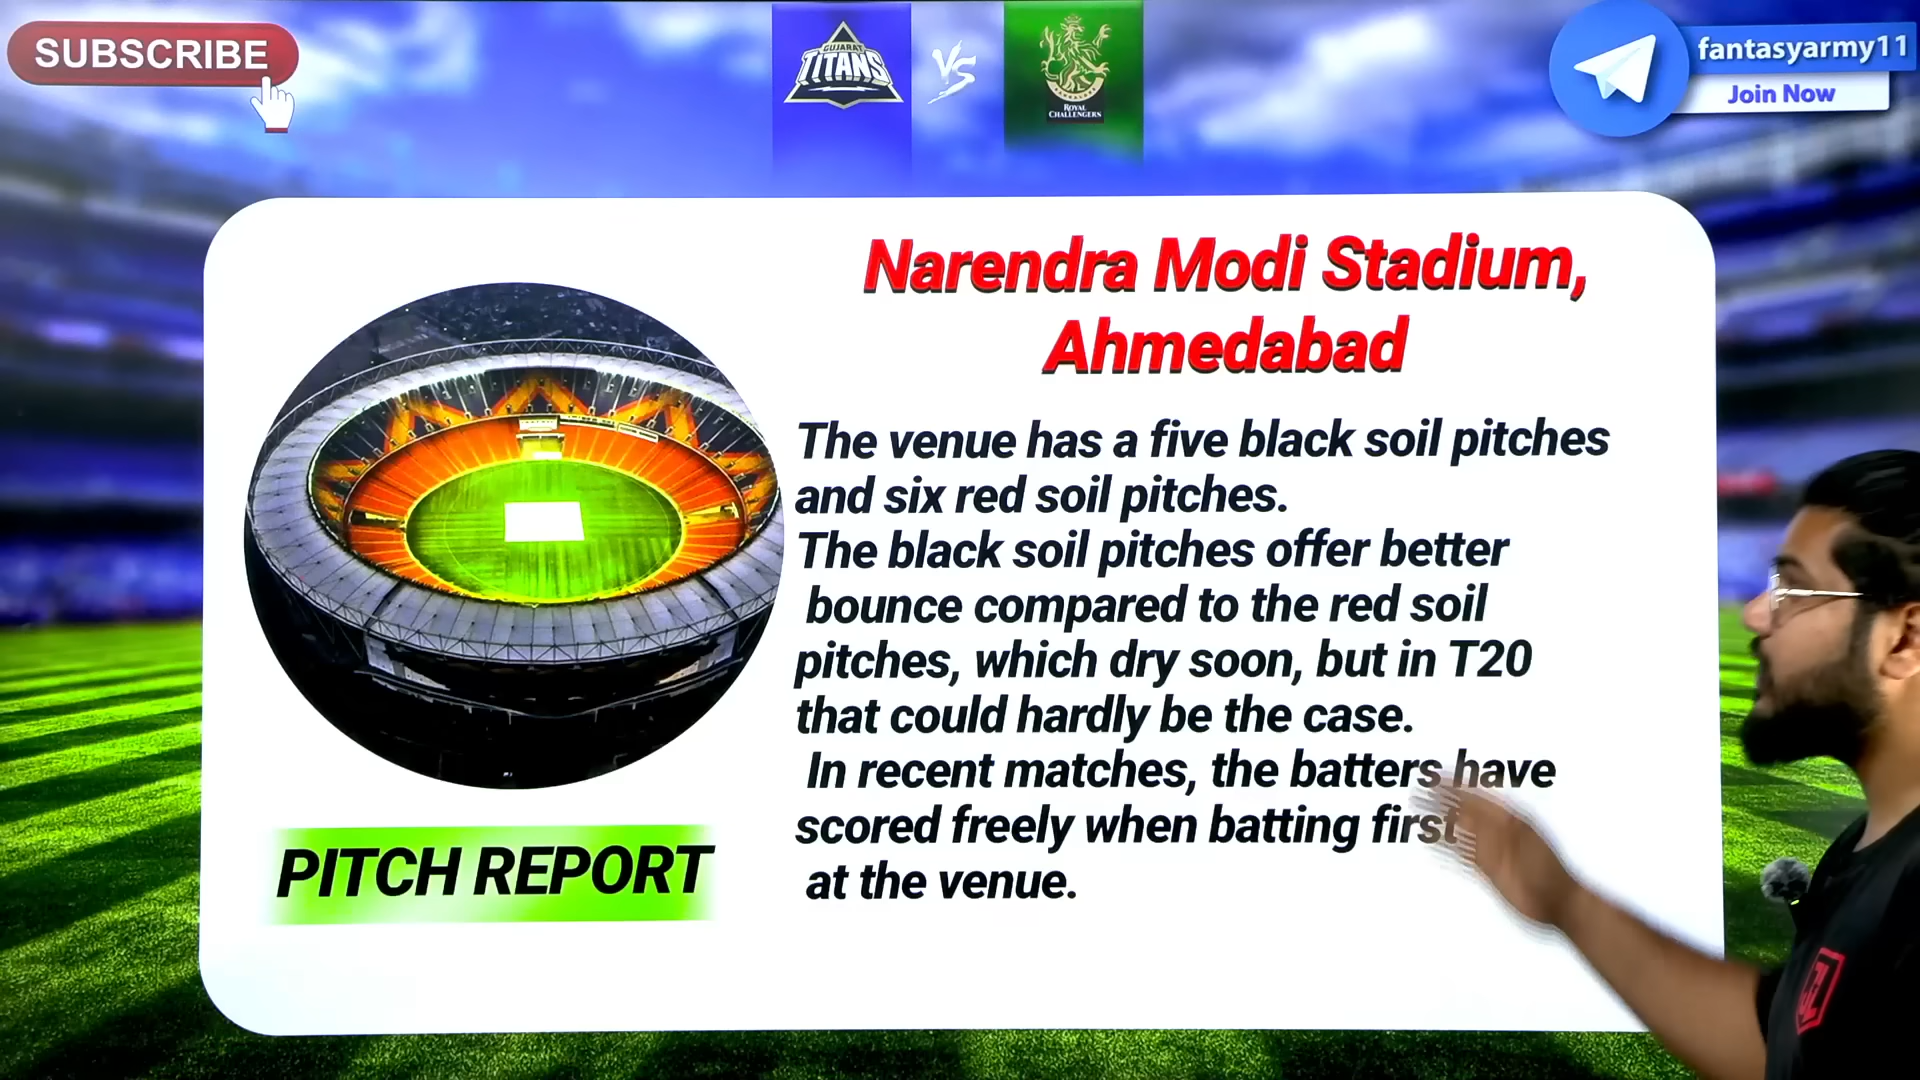 SUBSCRIBE
GUJARAT
TITANS
VS
ROYAL
CHALLENGERS
fantasyarmy11
Join Now
Narendra Modi Stadium,
Ahmedabad
The venue has a five black soil pitches
and six red soil pitches.
The black soil pitches offer better
bounce compared to the red soil
pitches, which dry soon, but in T20
that could hardly be the case.
In recent matches, the batters have
scored freely when batting first
at the venue.
PITCH REPORT